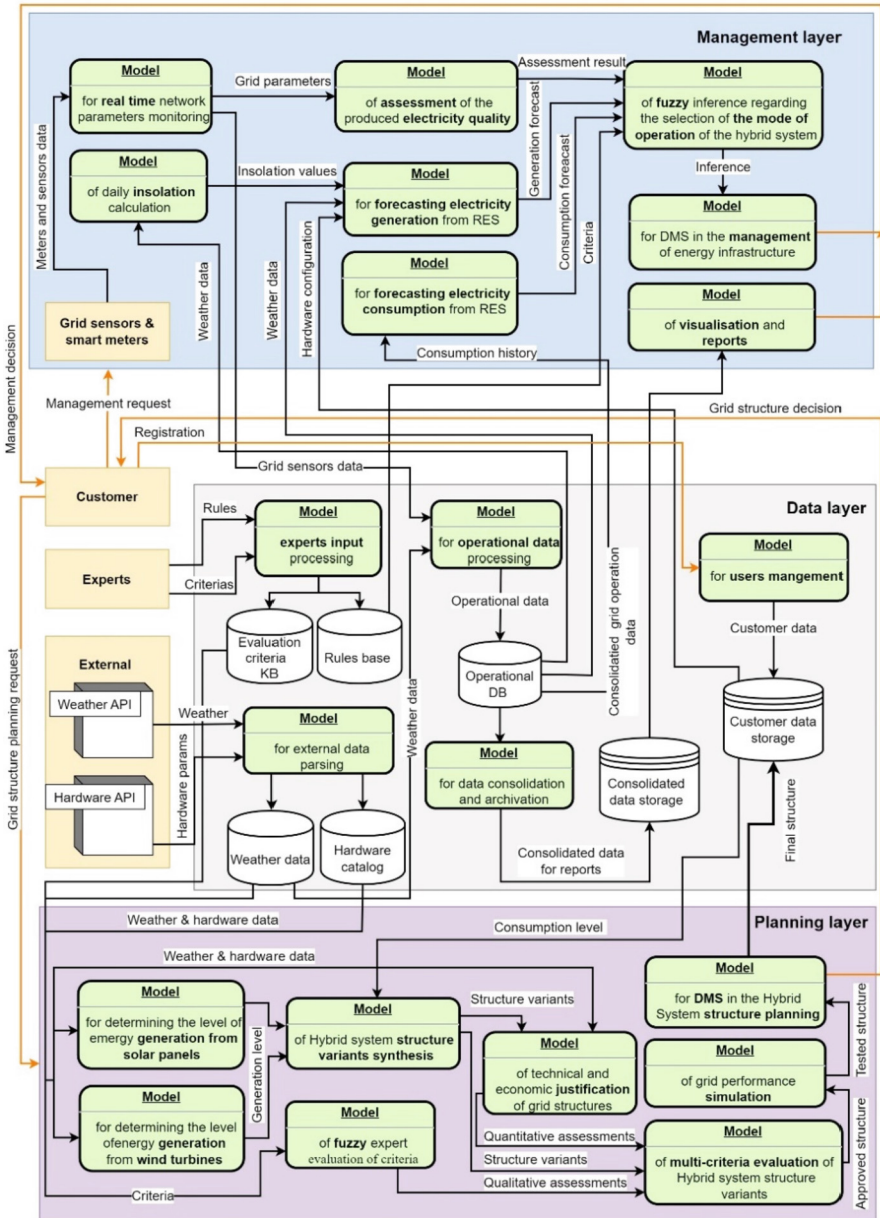 Management layer
Model
for real time network
parameters monitoring
Grid parameters
Model
of assessment of the
produced electricity quality
Assessment result
Model
of fuzzy inference regarding
the selection of the mode of
operation of the hybrid system
Meters and sensors data
Model
of daily insolation
calculation
Insolation values
Model
for forecasting electricity
generation from RES
Generation forecast
Consumption forecast
Criteria
Inference
Model
for DMS in the management
of energy infrastructure
Weather data
Weather data
Hardware configuration
Model
for forecasting electricity
consumption from RES
Model
of visualisation and
reports
Grid sensors &
smart meters
Consumption history
Management decision
Management request
Grid structure decision
Registration
Customer
Grid sensors data
Data layer
Rules
Model
experts input
processing
Model
for operational data
processing
Model
for users mangement
Experts
Criterias
Operational data
Customer data
Evaluation
criteria
KB
Rules base
Operational
DB
Consolidatied grid operation
data
Customer data
storage
Grid structure planning request
External
Weather API
Weather
Hardware API
Hardware params
Model
for external data
parsing
Weather data
Model
for data consolidation
and archivation
Consolidated
data storage
Final structure
Weather data
Hardware
catalog
Consolidated data
for reports
Planning layer
Weather & hardware data
Consumption level
Weather & hardware data
Model
for determining the level of
emergy generation from
solar panels
Generation level
Model
of Hybrid system structure
variants synthesis
Structure variants
Model
for DMS in the Hybrid
System structure planning
Tested structure
Model
of technical and
economic justification
of grid structures
Model
of grid performance
simulation
Model
for determining the level
ofenergy generation
from wind turbines
Model
of fuzzy expert
evaluation of criteria
Quantitative assessments
Structure variants
Qualitative assessments
Model
of multi-criteria evaluation of
Hybrid system structure
variants
Approved structure
Criteria